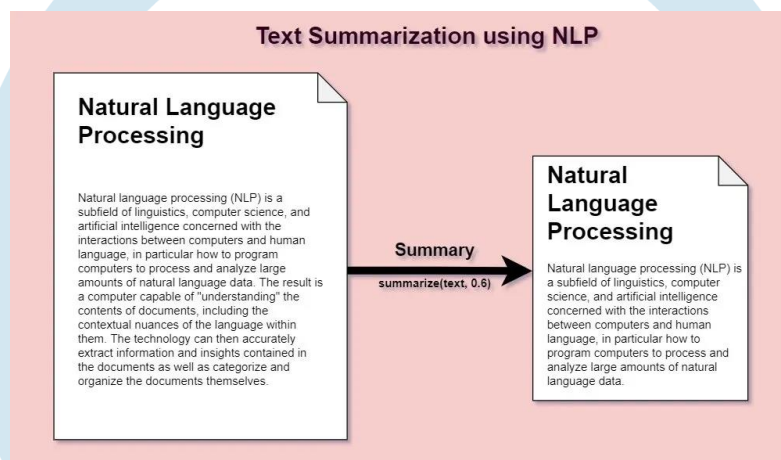 Text Summarization using NLP
Natural Language
Processing
Natural language processing (NLP) is a
subfield of linguistics, computer science, and
artificial intelligence concerned with the
interactions between computers and human
language, in particular how to program
computers to process and analyze large
amounts of natural language data. The result is
a computer capable of "understanding" the
contents of documents, including the
contextual nuances of the language within
them. The technology can then accurately
extract information and insights contained in
the documents as well as categorize and
organize the documents themselves.
Summary
summarize(text, 0.6)
Natural
Language
Processing
Natural language processing (NLP) is
a subfield of linguistics, computer
science, and artificial intelligence
concerned with the interactions
between computers and human
language, in particular how to
program computers to process and
analyze large amounts of natural
language data.